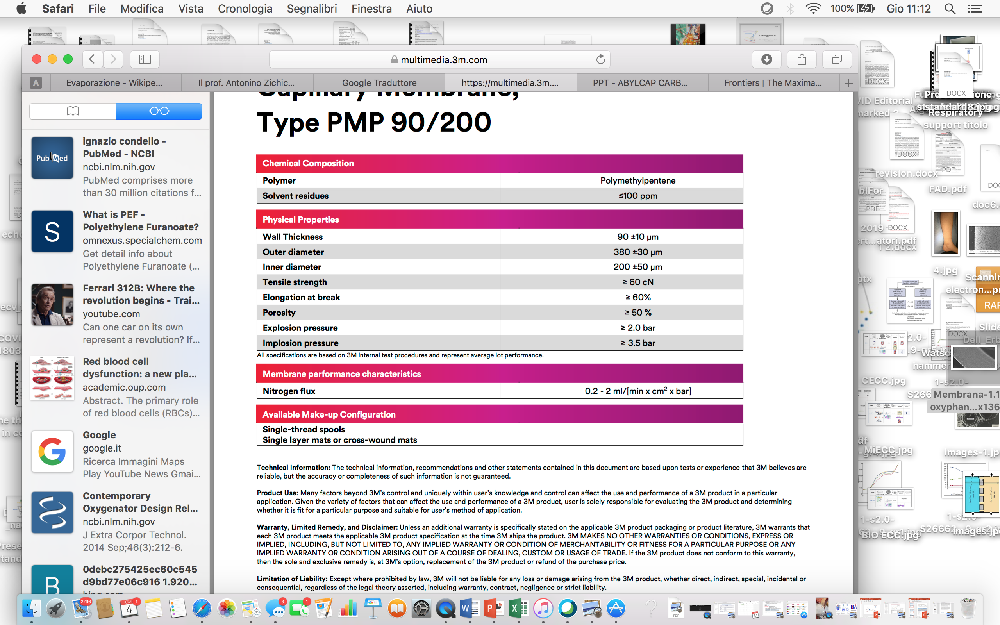 Safari File Modifica Vista Cronologia Segnalibri Finestra Aiuto 100% Gio 11:12
multimedia.3m.com
A Evaporazione - Wikipe... Il prof. Antonino Zichic... Google Traduttore https://multimedia.3m.... PPT - ABYLCAP CARB... Frontiers | The Maxima...
ignazio condello -
PubMed - NCBI
ncbi.nlm.nih.gov
PubMed comprises more
than 30 million citations f...
PubMed
What is PEF -
Polyethylene Furanoate?
omnexus.specialchem.com
Get detail info about
Polyethylene Furanoate (...
S
Ferrari 312B: Where the
revolution begins - Trai...
youtube.com
Can one car on its own
represent a revolution? If...
Red blood cell
dysfunction: a new pla...
academic.oup.com
Abstract. The primary role
of red blood cells (RBCs)...
Google
google.it
Ricerca Immagini Maps
Play YouTube News Gmai...
Contemporary
Oxygenator Design Rel...
ncbi.nlm.nih.gov
J Extra Corpor Technol.
2014 Sep;46(3):212-6.
0debc275425ec60c545
d9bd77e06c916 1.920...
B
Capillary Membrane,
Type PMP 90/200
Chemical Composition
Polymer Polymethylpentene
Solvent residues ≤100 ppm
Physical Properties
Wall Thickness 90 ±10 µm
Outer diameter 380 ±30 µm
Inner diameter 200 ±50 µm
Tensile strength ≥ 60 cN
Elongation at break ≥ 60%
Porosity ≥ 50 %
Explosion pressure ≥ 2.0 bar
Implosion pressure ≥ 3.5 bar
All specifications are based on 3M internal test procedures and represent average lot performance.
Membrane performance characteristics
Nitrogen flux 0.2 - 2 ml/[min x cm² x bar]
Available Make-up Configuration
Single-thread spools
Single layer mats or cross-wound mats
Technical Information: The technical information, recommendations and other statements contained in this document are based upon tests or experience that 3M believes are
reliable, but the accuracy or completeness of such information is not guaranteed.
Product Use: Many factors beyond 3M's control and uniquely within user's knowledge and control can affect the use and performance of a 3M product in a particular
application. Given the variety of factors that can affect the use and performance of a 3M product, user is solely responsible for evaluating the 3M product and determining
whether it is fit for a particular purpose and suitable for user's method of application.
Warranty, Limited Remedy, and Disclaimer: Unless an additional warranty is specifically stated on the applicable 3M product packaging or product literature, 3M warrants that
each 3M product meets the applicable 3M product specification at the time 3M ships the product. 3M MAKES NO OTHER WARRANTIES OR CONDITIONS, EXPRESS OR
IMPLIED, INCLUDING, BUT NOT LIMITED TO, ANY IMPLIED WARRANTY OR CONDITION OF MERCHANTABILITY OR FITNESS FOR A PARTICULAR PURPOSE OR ANY
IMPLIED WARRANTY OR CONDITION ARISING OUT OF A COURSE OF DEALING, CUSTOM OR USAGE OF TRADE. If the 3M product does not conform to this warranty,
then the sole and exclusive remedy is, at 3M's option, replacement of the 3M product or refund of the purchase price.
Limitation of Liability: Except where prohibited by law, 3M will not be liable for any loss or damage arising from the 3M product, whether direct, indirect, special, incidental or
consequential, regardless of the legal theory asserted, including warranty, contract, negligence or strict liability.
DOCX
DOCX
VID Editorial
Respiratory
support titolo
DOCX
PDF
revision.docx
FAD.pdf
PDF
2019
DOCX
4.jpg
electron...
RAR
DOCX
CECC.jpg
1-s2.0-
Membrana-1.1
oxyphan...x136
MiECC.jpg
images-1.jp
1-s2.0-
BIO ECC.jpg
images.jp
2796
GIU 1
4
3
1
PAGES
W
P
X
PDF
17